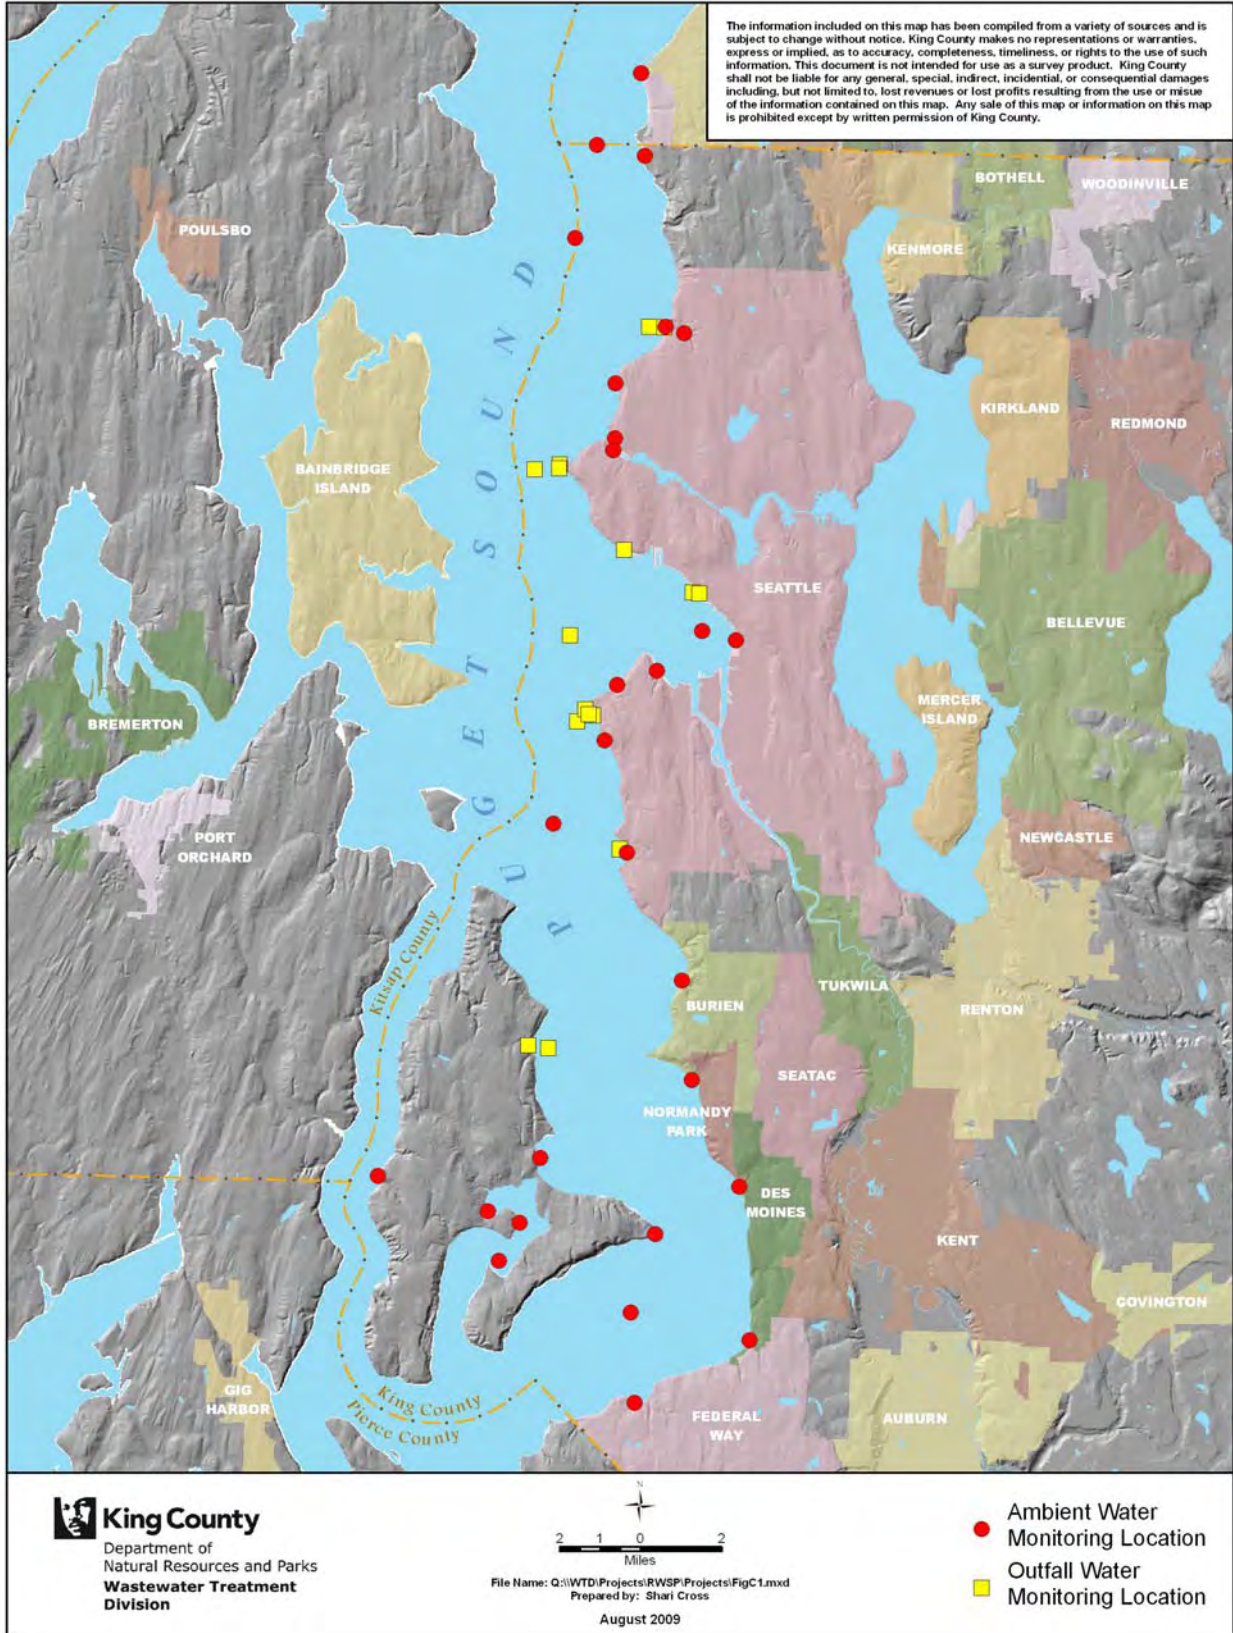 The information included on this map has been compiled from a variety of sources and is
subject to change without notice. King County makes no representations or warranties,
express or implied, as to accuracy, completeness, timeliness, or rights to the use of such
information. This document is not intended for use as a survey product. King County
shall not be liable for any general, special, indirect, incidental, or consequential damages
including, but not limited to, lost revenues or lost profits resulting from the use or misue
of the information contained on this map. Any sale of this map or information on this map
is prohibited except by written permission of King County.
BOTHELL
WOODINVILLE
POULSBO
KENMORE
PUGET SOUND
KIRKLAND
REDMOND
BAINBRIDGE
ISLAND
SEATTLE
BELLEVUE
MERCER
ISLAND
BREMERTON
PORT
ORCHARD
NEWCASTLE
Kitsap County
TUKWILA
BURIEN
RENTON
SEATAC
NORMANDY
PARK
DES
MOINES
KENT
COVINGTON
GIG
HARBOR
King County
Pierce County
FEDERAL
WAY
AUBURN
King County
Department of
Natural Resources and Parks
Wastewater Treatment
Division
N
2 1 0 2
Miles
File Name: Q:\\WTD\Projects\RWSP\Projects\FigC1.mxd
Prepared by: Shari Cross
August 2009
Ambient Water
Monitoring Location
Outfall Water
Monitoring Location